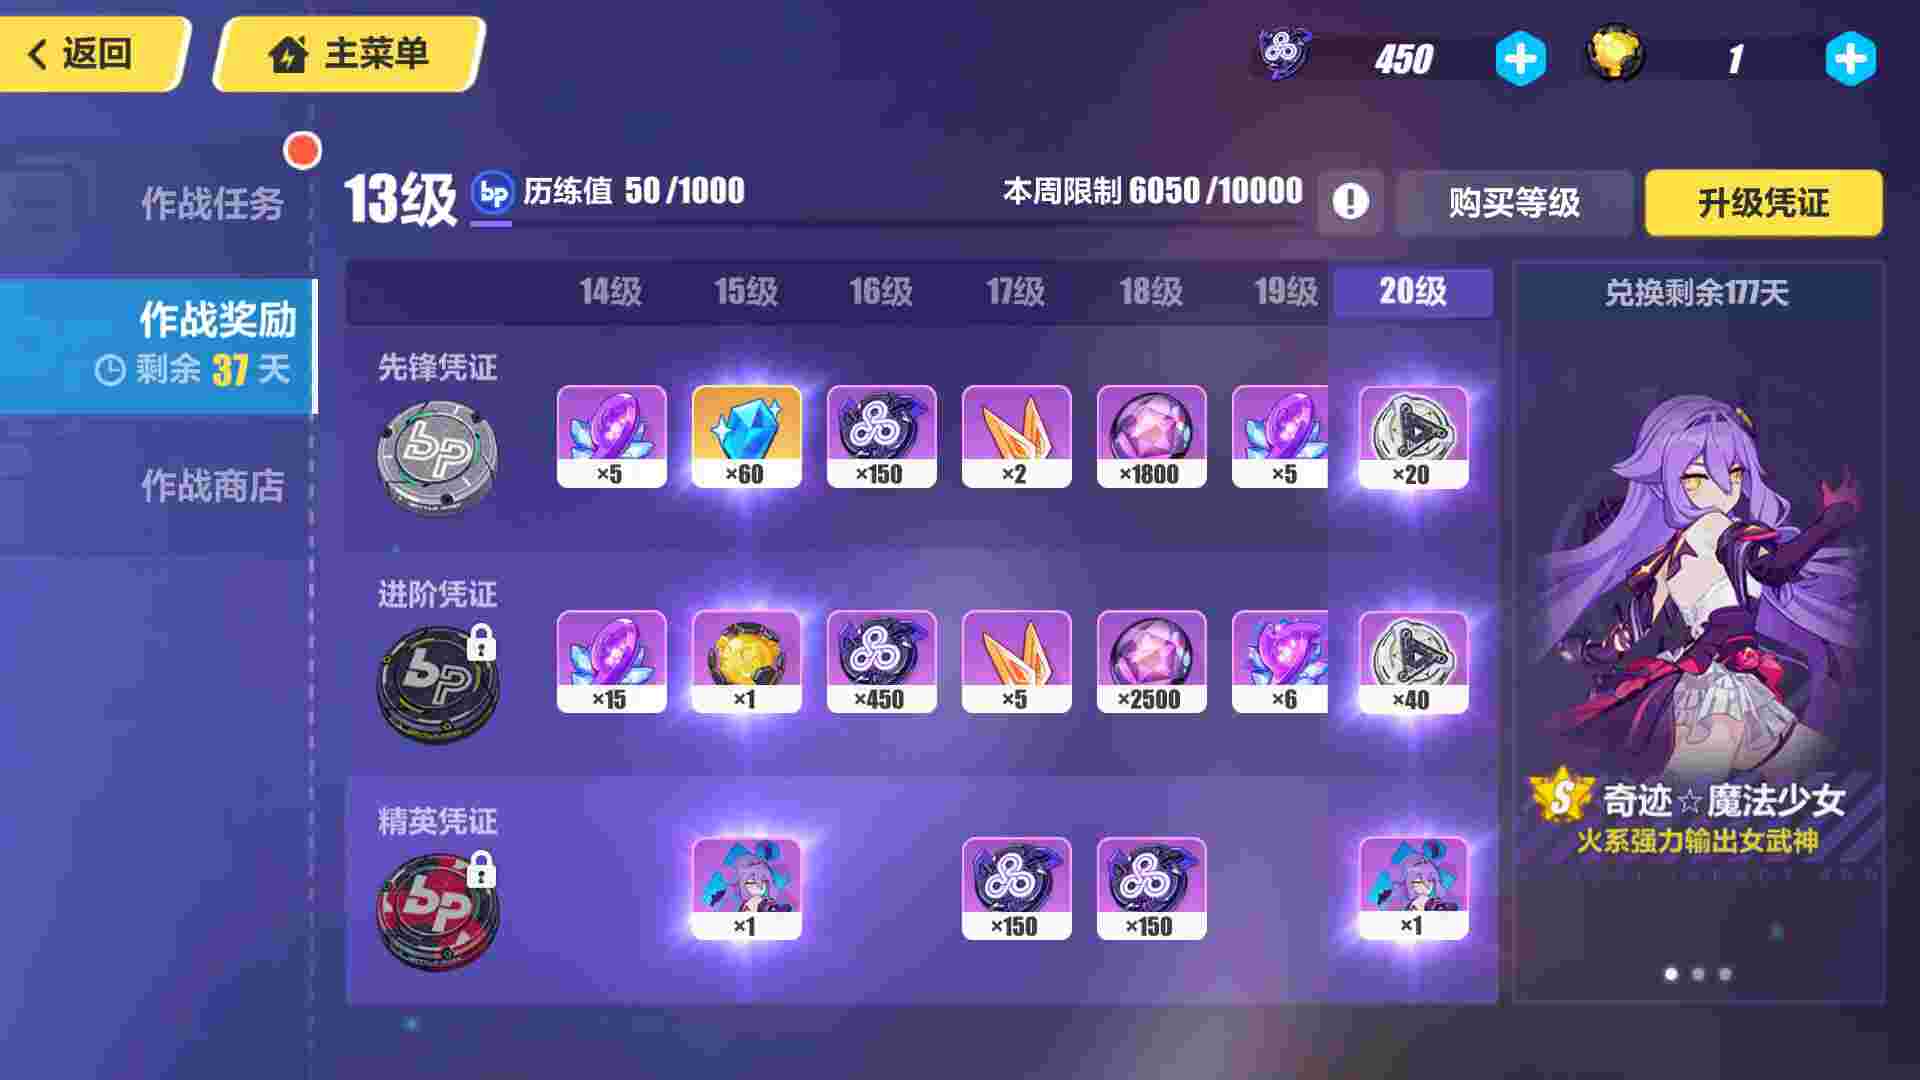 返回
主菜单
450
1
作战任务
作战奖励
剩余 37 天
作战商店
13级
bp 历练值 50/1000
本周限制 6050/10000
购买等级
升级凭证
14级 15级 16级 17级 18级 19级 20级
兑换剩余177天
先锋凭证
bp
×5 ×60 ×150 ×2 ×1800 ×5 ×20
进阶凭证
bp
×15 ×1 ×450 ×5 ×2500 ×6 ×40
精英凭证
bp
×1 ×150 ×150 ×1
S 奇迹☆魔法少女
火系强力输出女武神